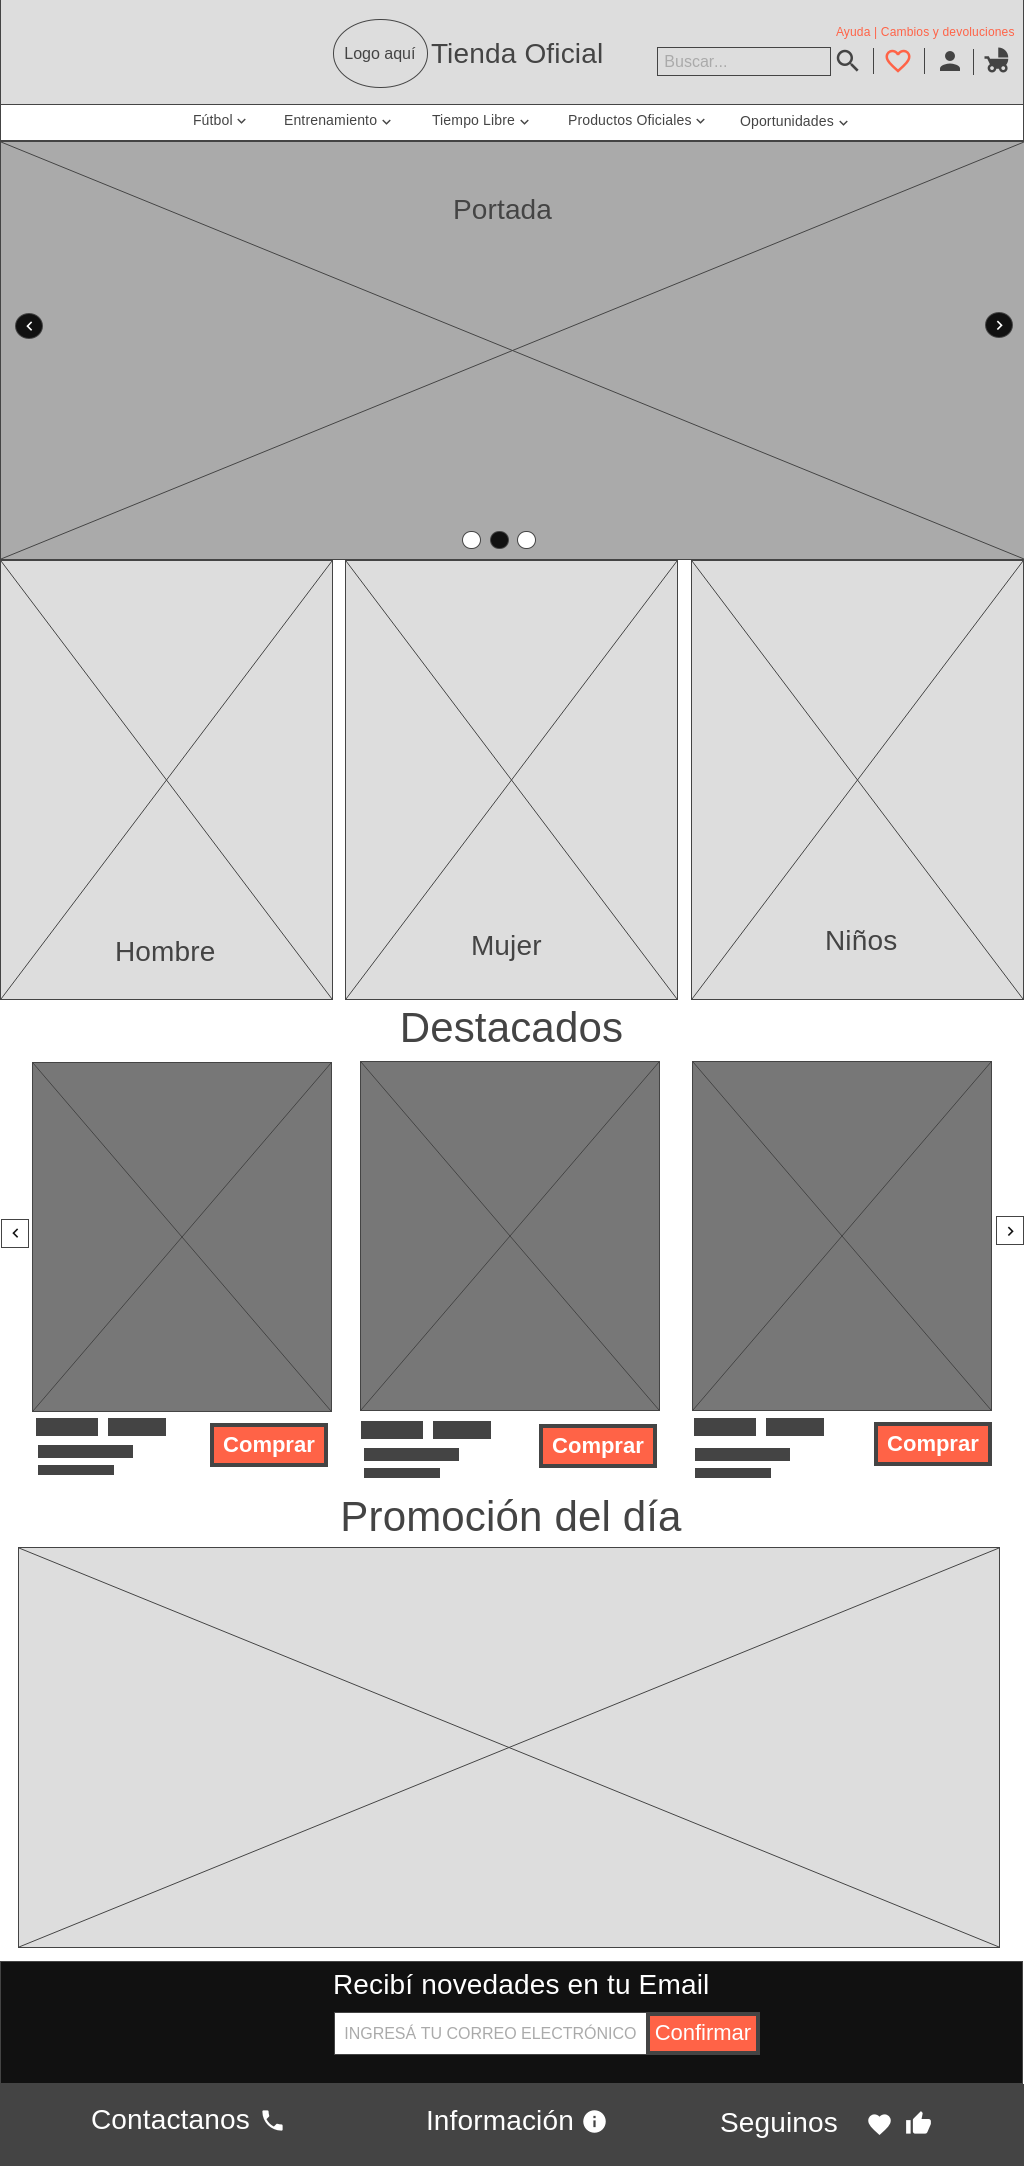 Ayuda | Cambios y devoluciones
Logo aquí
Tienda Oficial
Buscar...
Fútbol
Entrenamiento
Tiempo Libre
Productos Oficiales
Oportunidades
Portada
Hombre
Mujer
Niños
Destacados
Comprar
Comprar
Comprar
Promoción del día
Recibí novedades en tu Email
INGRESÁ TU CORREO ELECTRÓNICO
Confirmar
Contactanos
Información
Seguinos